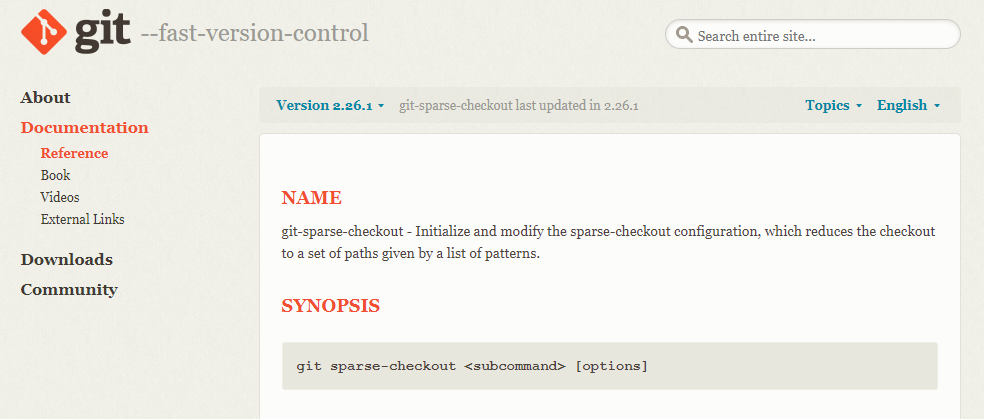 git --fast-version-control
Search entire site...
About
Documentation
Reference
Book
Videos
External Links
Downloads
Community
Version 2.26.1 git-sparse-checkout last updated in 2.26.1 Topics English
NAME
git-sparse-checkout - Initialize and modify the sparse-checkout configuration, which reduces the checkout
to a set of paths given by a list of patterns.
SYNOPSIS
git sparse-checkout <subcommand> [options]